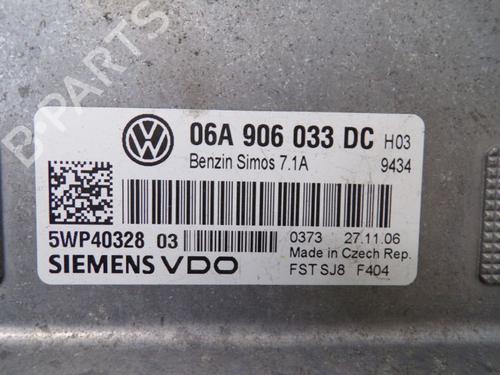 B-PARTS
06A 906 033 DC H03
Benzin Simos 7.1A 9434
5WP40328 03 0373 27.11.06
Made in Czech Rep.
SIEMENS VDO FST SJ8 F404